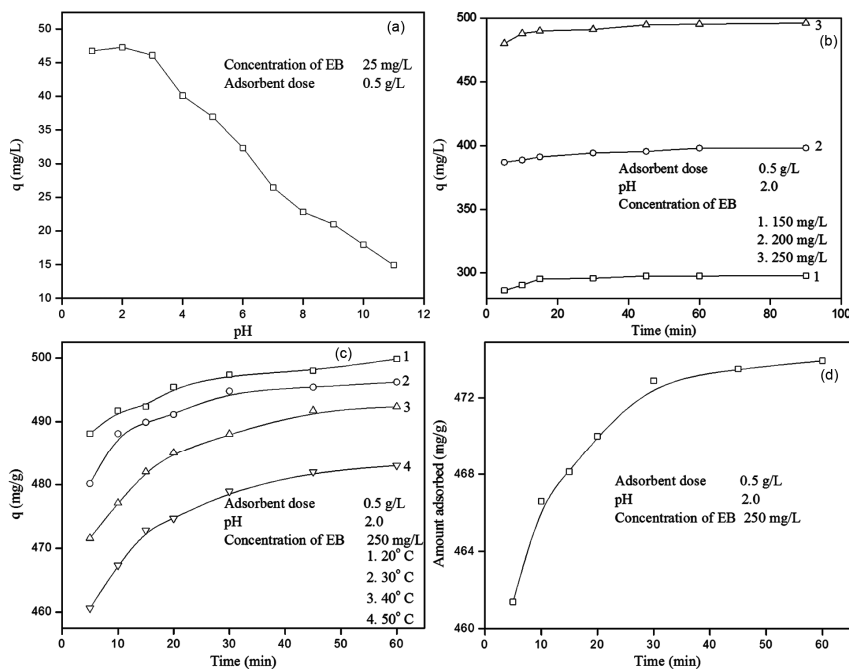 (a)
Concentration of EB 25 mg/L
Adsorbent dose 0.5 g/L
q (mg/L)
50
45
40
35
30
25
20
15
10
0 2 4 6 8 10 12
pH
(b)
3
2
Adsorbent dose 0.5 g/L
pH 2.0
Concentration of EB
1. 150 mg/L
2. 200 mg/L
3. 250 mg/L
1
q (mg/L)
500
450
400
350
300
0 20 40 60 80 100
Time (min)
(c)
1
2
3
4
Adsorbent dose 0.5 g/L
pH 2.0
Concentration of EB 250 mg/L
1. 20° C
2. 30° C
3. 40° C
4. 50° C
q (mg/g)
500
490
480
470
460
0 10 20 30 40 50 60
Time (min)
(d)
Adsorbent dose 0.5 g/L
pH 2.0
Concentration of EB 250 mg/L
Amount adsorbed (mg/g)
472
468
464
460
0 10 20 30 40 50 60
Time (min)